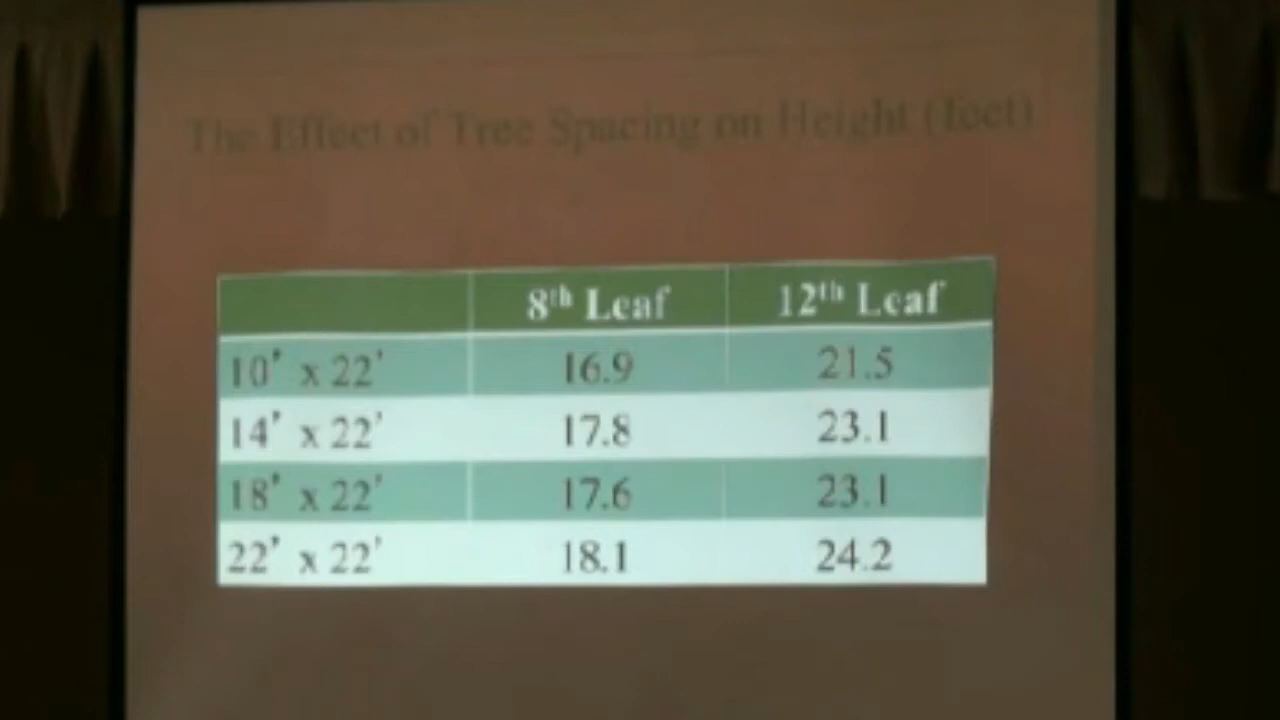 The Effect of Tree Spacing on Height (feet)
8th Leaf 12th Leaf
10' x 22' 16.9 21.5
14' x 22' 17.8 23.1
18' x 22' 17.6 23.1
22' x 22' 18.1 24.2